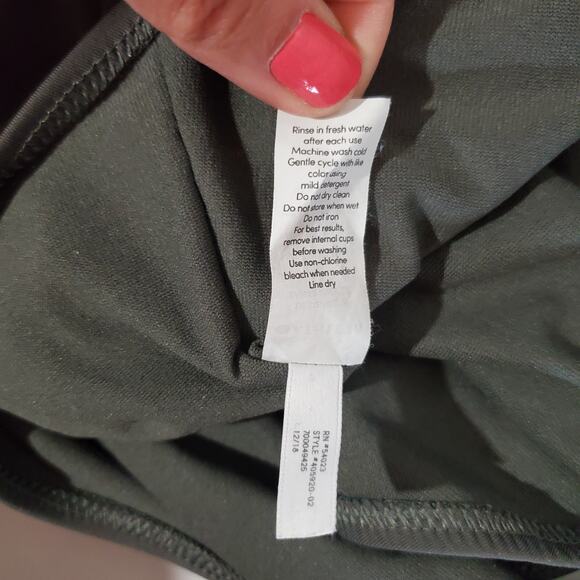 Rinse in fresh water
after each use
Machine wash cold
Gentle cycle with like
color using
mild detergent
Do not dry clean
Do not store when wet
Do not iron
For best results,
remove internal cups
before washing
Use non-chlorine
bleach when needed
Line dry
RN #54023
STYLE #405920-02
700049425
12/18